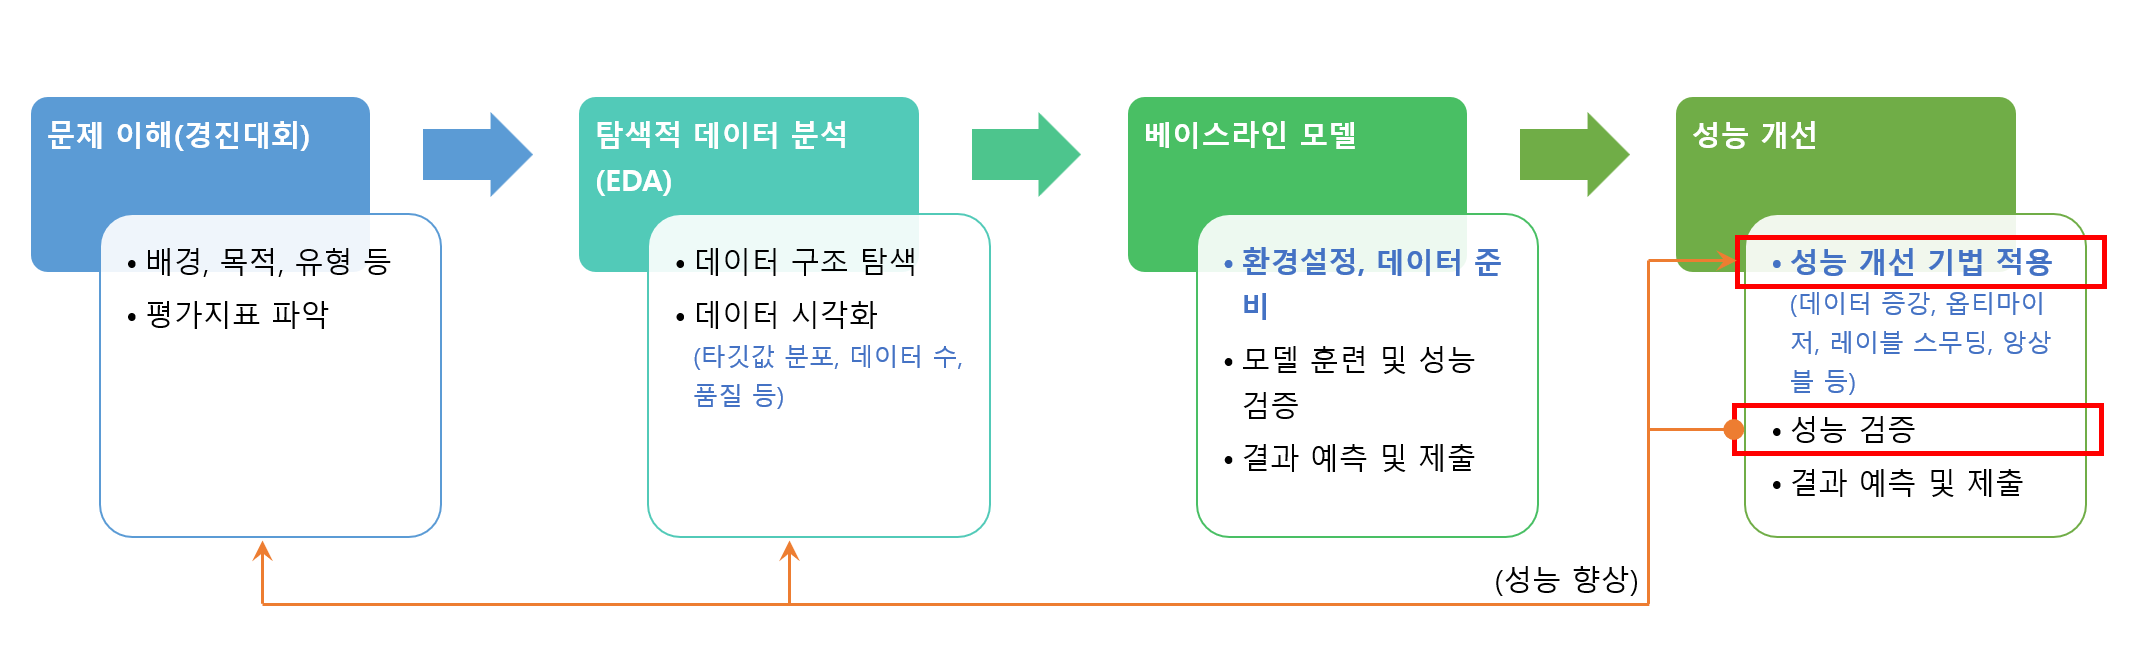 문제 이해(경진대회)
• 배경, 목적, 유형 등
• 평가지표 파악
탐색적 데이터 분석
(EDA)
• 데이터 구조 탐색
• 데이터 시각화
(타깃값 분포, 데이터 수,
품질 등)
베이스라인 모델
• 환경설정, 데이터 준
비
• 모델 훈련 및 성능
검증
• 결과 예측 및 제출
성능 개선
• 성능 개선 기법 적용
(데이터 증강, 옵티마이
저, 레이블 스무딩, 앙상
블 등)
• 성능 검증
• 결과 예측 및 제출
(성능 향상)